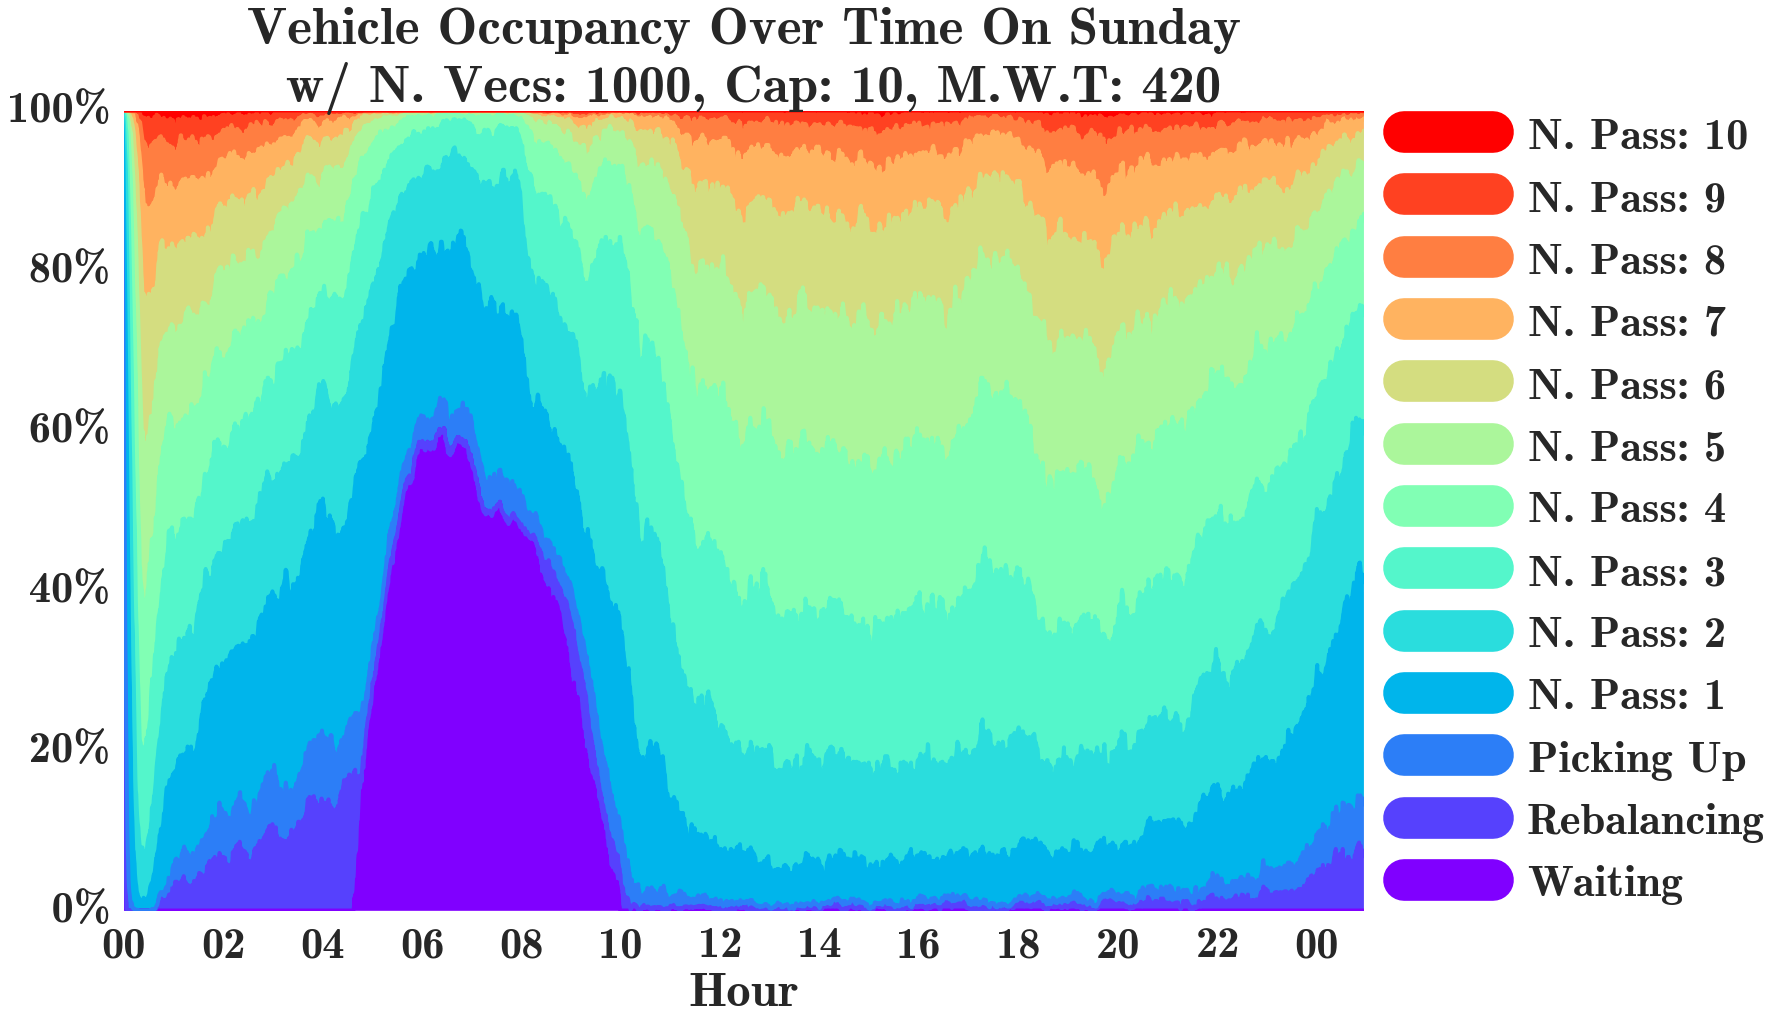 Vehicle Occupancy Over Time On Sunday
w/ N. Vecs: 1000, Cap: 10, M.W.T: 420
100%
80%
60%
40%
20%
0%
00 02 04 06 08 10 12 14 16 18 20 22 00
Hour
N. Pass: 10
N. Pass: 9
N. Pass: 8
N. Pass: 7
N. Pass: 6
N. Pass: 5
N. Pass: 4
N. Pass: 3
N. Pass: 2
N. Pass: 1
Picking Up
Rebalancing
Waiting